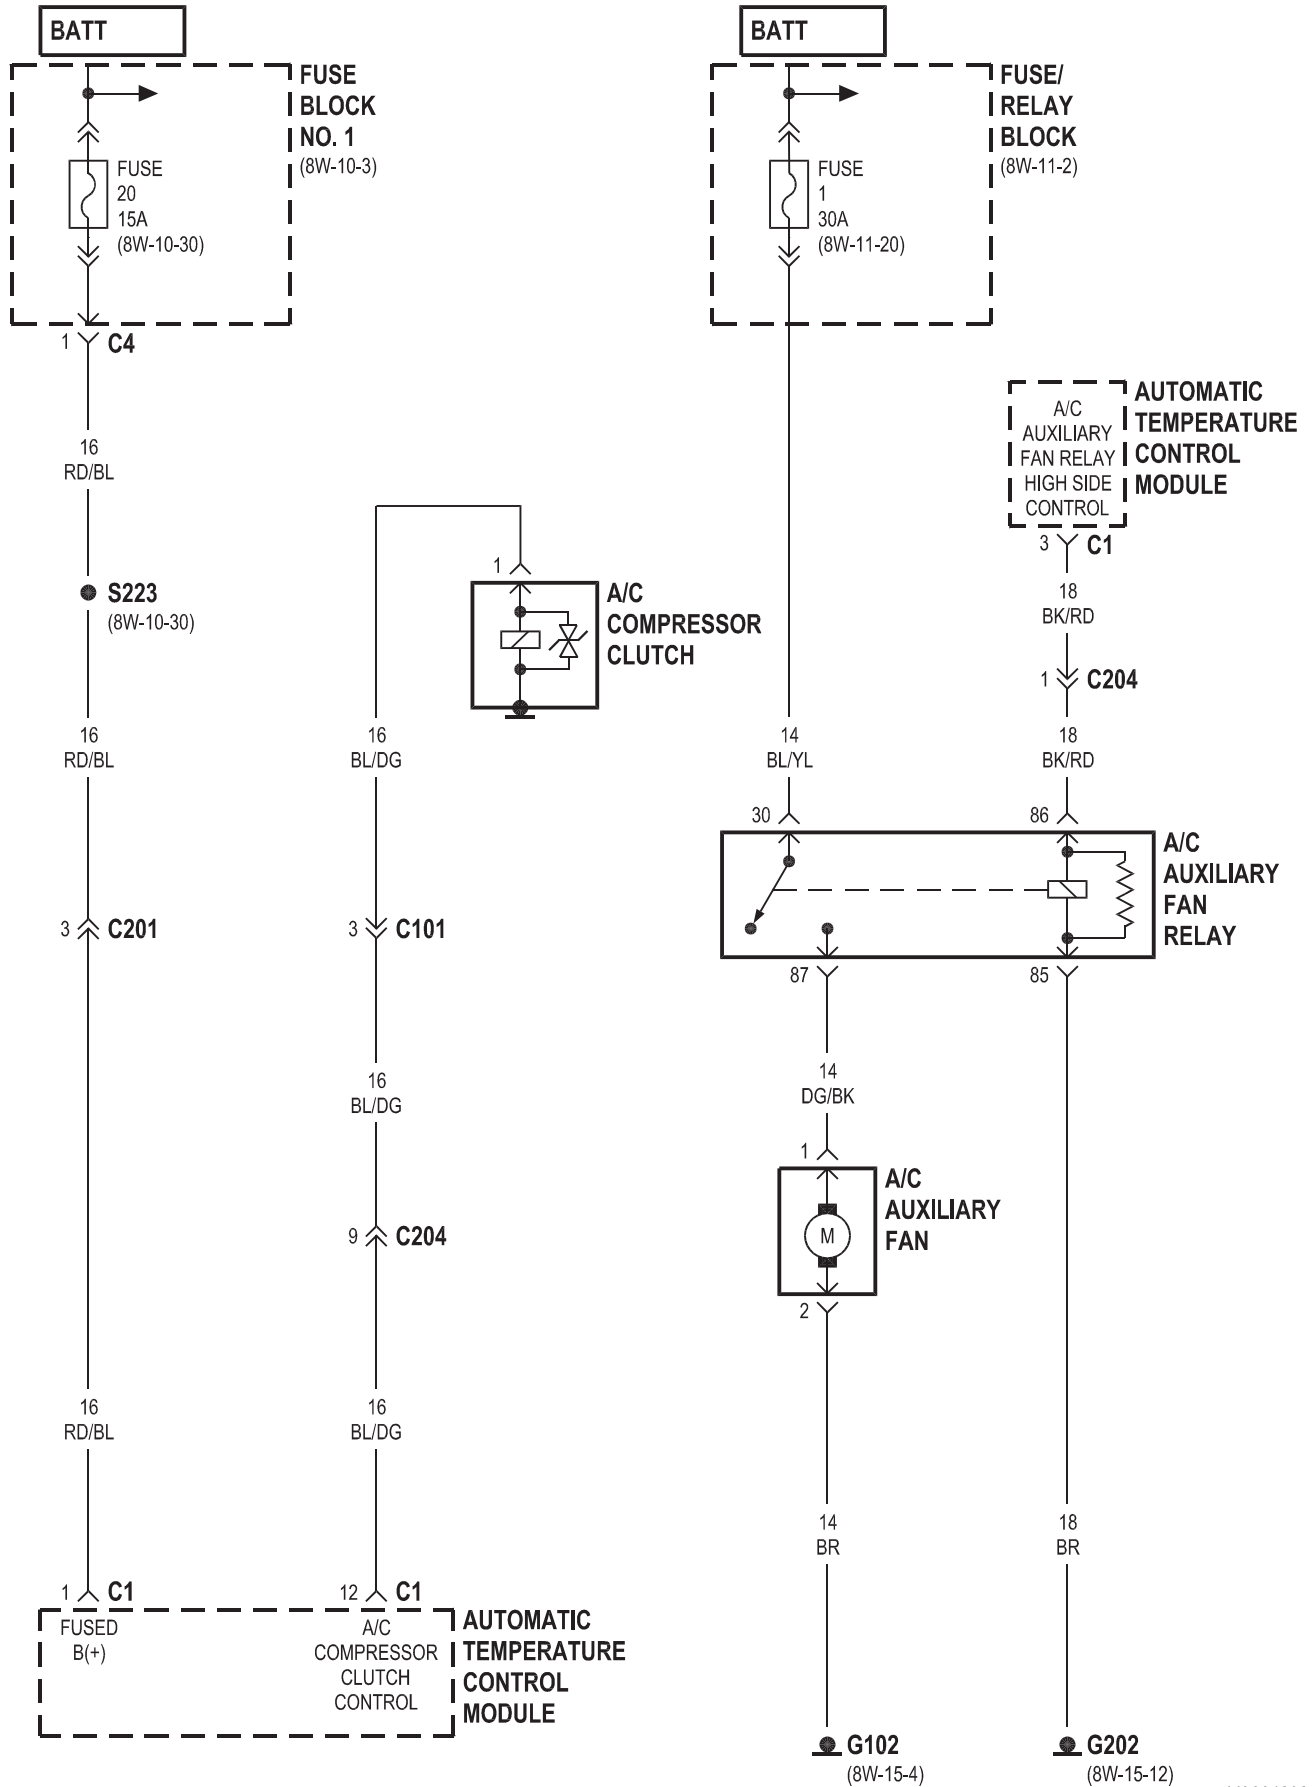 BATT
FUSE
BLOCK
NO. 1
(8W-10-3)
FUSE
20
15A
(8W-10-30)
1
C4
16
RD/BL
S223
(8W-10-30)
16
RD/BL
3
C201
16
RD/BL
1
C1
FUSED
B(+)
1
A/C
COMPRESSOR
CLUTCH
16
BL/DG
3
C101
16
BL/DG
9
C204
16
BL/DG
12
C1
A/C
COMPRESSOR
CLUTCH
CONTROL
AUTOMATIC
TEMPERATURE
CONTROL
MODULE
BATT
FUSE/
RELAY
BLOCK
(8W-11-2)
FUSE
1
30A
(8W-11-20)
14
BL/YL
30
A/C
AUXILIARY
FAN RELAY
HIGH SIDE
CONTROL
AUTOMATIC
TEMPERATURE
CONTROL
MODULE
3
C1
18
BK/RD
1
C204
18
BK/RD
86
A/C
AUXILIARY
FAN
RELAY
87
85
14
DG/BK
1
M
A/C
AUXILIARY
FAN
2
14
BR
G102
(8W-15-4)
18
BR
G202
(8W-15-12)